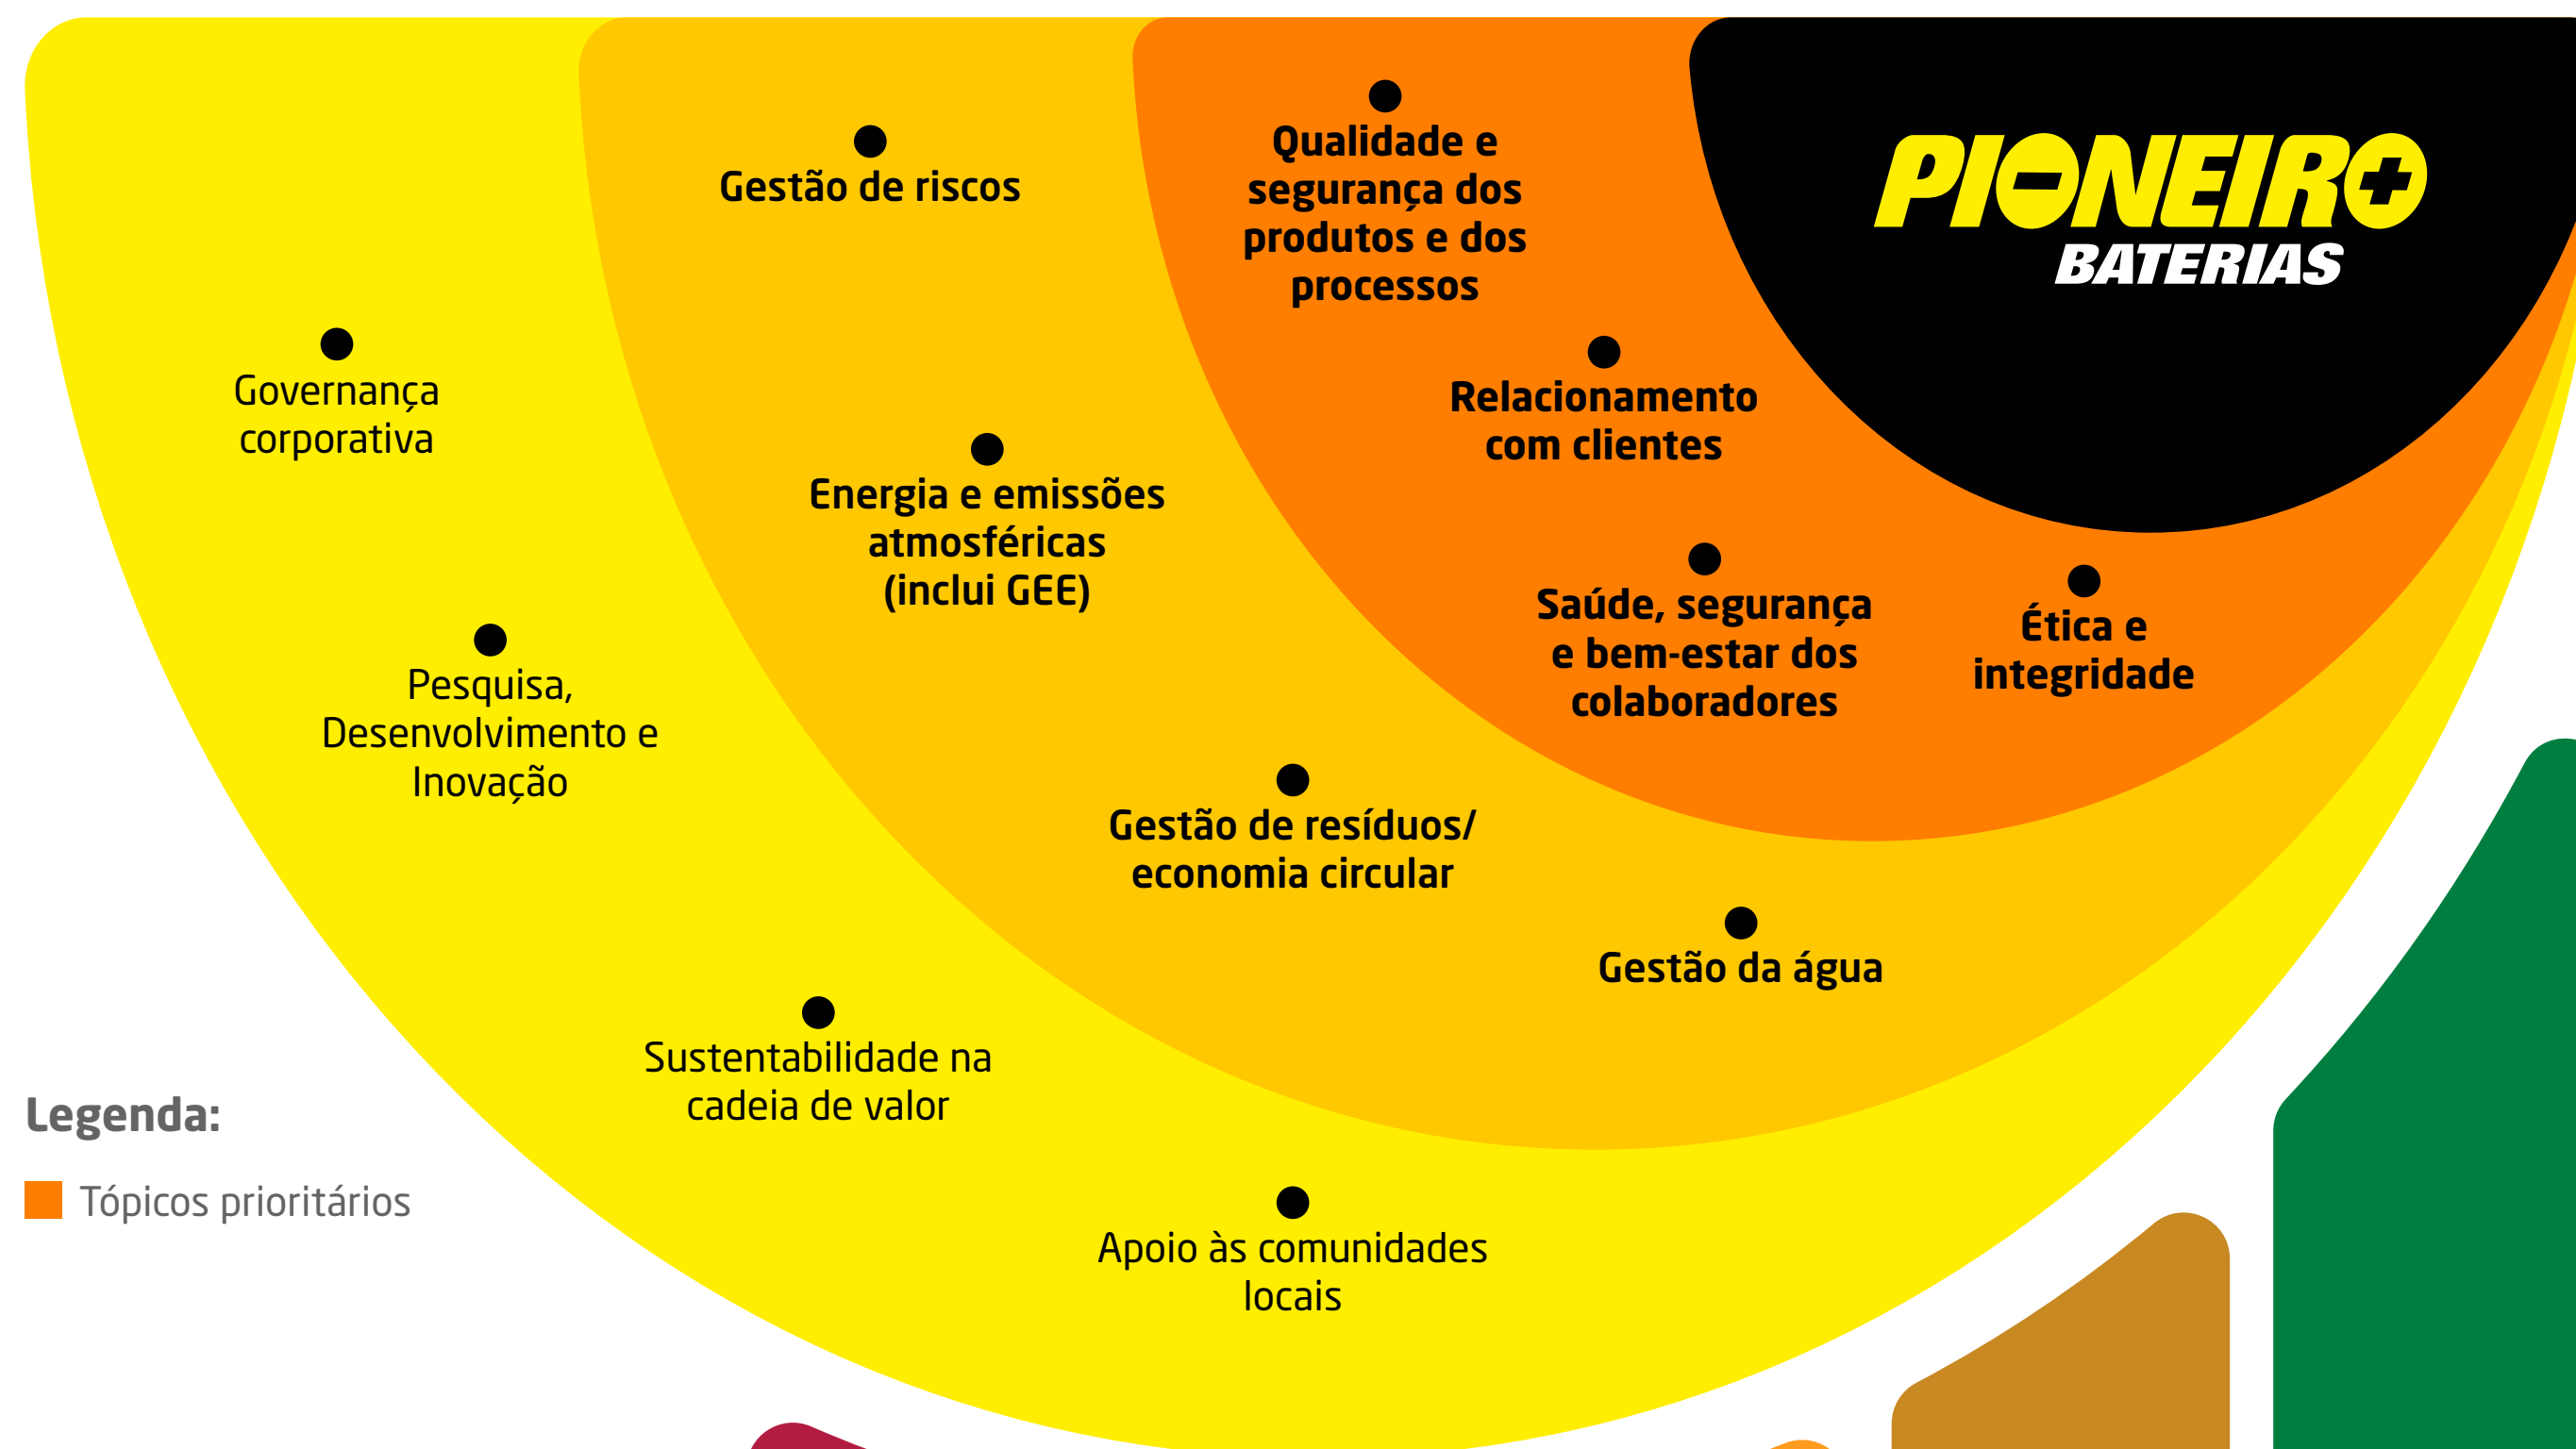 PIONEIRO
BATERIAS
Qualidade e
segurança dos
produtos e dos
processos
Relacionamento
com clientes
Saúde, segurança
e bem-estar dos
colaboradores
Ética e
integridade
Gestão de riscos
Energia e emissões
atmosféricas
(inclui GEE)
Gestão de resíduos/
economia circular
Gestão da água
Governança
corporativa
Pesquisa,
Desenvolvimento e
Inovação
Sustentabilidade na
cadeia de valor
Apoio às comunidades
locais
Legenda:
Tópicos prioritários